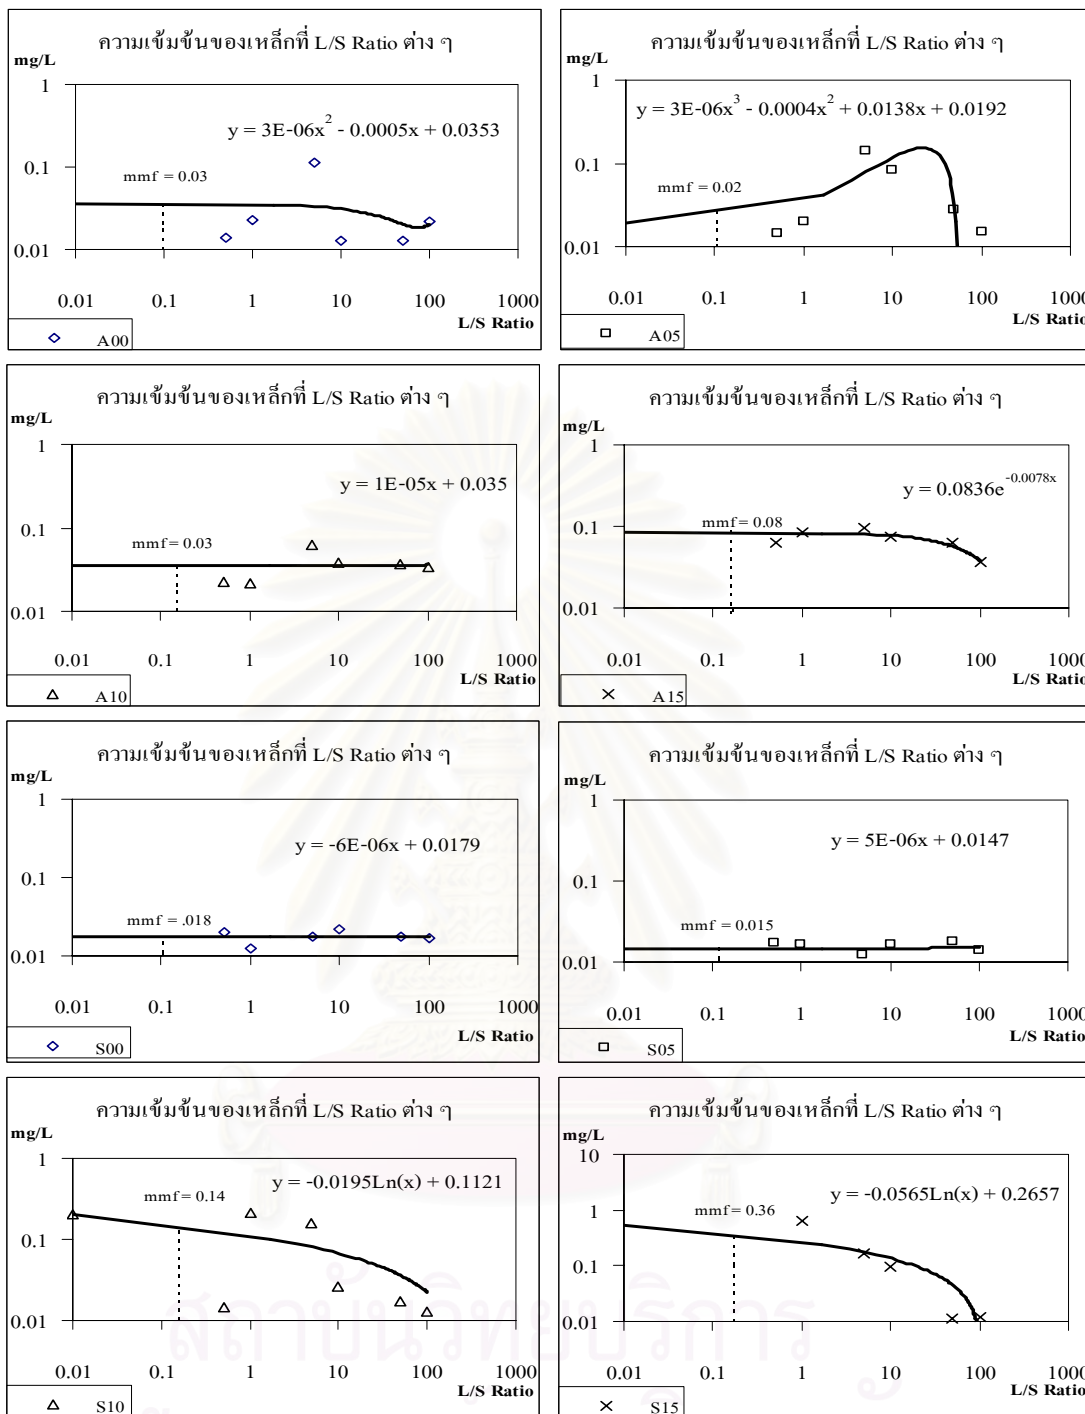 ความเข้มข้นของเหล็กที่ L/S Ratio ต่าง ๆ
mg/L
1
y = 3E-06x² - 0.0005x + 0.0353
0.1
mmf = 0.03
0.01
0.01 0.1 1 10 100 1000
L/S Ratio
A00
ความเข้มข้นของเหล็กที่ L/S Ratio ต่าง ๆ
mg/L
1
y = 3E-06x³ - 0.0004x² + 0.0138x + 0.0192
0.1
mmf = 0.02
0.01
0.01 0.1 1 10 100 1000
L/S Ratio
A05
ความเข้มข้นของเหล็กที่ L/S Ratio ต่าง ๆ
mg/L
1
y = 1E-05x + 0.035
0.1
mmf = 0.03
0.01
0.01 0.1 1 10 100 1000
L/S Ratio
A10
ความเข้มข้นของเหล็กที่ L/S Ratio ต่าง ๆ
mg/L
1
y = 0.0836e^-0.0078x
0.1
mmf = 0.08
0.01
0.01 0.1 1 10 100 1000
L/S Ratio
A15
ความเข้มข้นของเหล็กที่ L/S Ratio ต่าง ๆ
mg/L
1
y = -6E-06x + 0.0179
0.1
mmf = .018
0.01
0.01 0.1 1 10 100 1000
L/S Ratio
S00
ความเข้มข้นของเหล็กที่ L/S Ratio ต่าง ๆ
mg/L
1
y = 5E-06x + 0.0147
0.1
mmf = 0.015
0.01
0.01 0.1 1 10 100 1000
L/S Ratio
S05
ความเข้มข้นของเหล็กที่ L/S Ratio ต่าง ๆ
mg/L
1
y = -0.0195Ln(x) + 0.1121
mmf = 0.14
0.1
0.01
0.01 0.1 1 10 100 1000
L/S Ratio
S10
ความเข้มข้นของเหล็กที่ L/S Ratio ต่าง ๆ
mg/L
10
y = -0.0565Ln(x) + 0.2657
mmf = 0.36
1
0.1
0.01
0.01 0.1 1 10 100 1000
L/S Ratio
S15
สถาบันวิทยบริการ